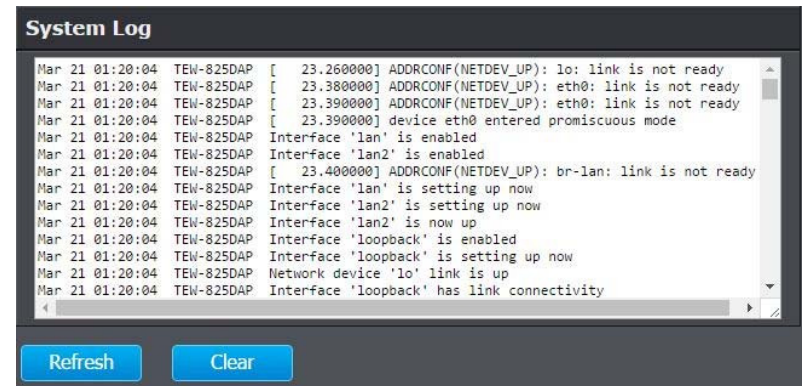 System Log
Mar 21 01:20:04 TEW-825DAP [ 23.260000] ADDRCONF(NETDEV_UP): lo: link is not ready
Mar 21 01:20:04 TEW-825DAP [ 23.380000] ADDRCONF(NETDEV_UP): eth0: link is not ready
Mar 21 01:20:04 TEW-825DAP [ 23.390000] ADDRCONF(NETDEV_UP): eth0: link is not ready
Mar 21 01:20:04 TEW-825DAP [ 23.390000] device eth0 entered promiscuous mode
Mar 21 01:20:04 TEW-825DAP Interface 'lan' is enabled
Mar 21 01:20:04 TEW-825DAP Interface 'lan2' is enabled
Mar 21 01:20:04 TEW-825DAP [ 23.400000] ADDRCONF(NETDEV_UP): br-lan: link is not ready
Mar 21 01:20:04 TEW-825DAP Interface 'lan' is setting up now
Mar 21 01:20:04 TEW-825DAP Interface 'lan2' is setting up now
Mar 21 01:20:04 TEW-825DAP Interface 'lan2' is now up
Mar 21 01:20:04 TEW-825DAP Interface 'loopback' is enabled
Mar 21 01:20:04 TEW-825DAP Interface 'loopback' is setting up now
Mar 21 01:20:04 TEW-825DAP Network device 'lo' link is up
Mar 21 01:20:04 TEW-825DAP Interface 'loopback' has link connectivity
Refresh Clear